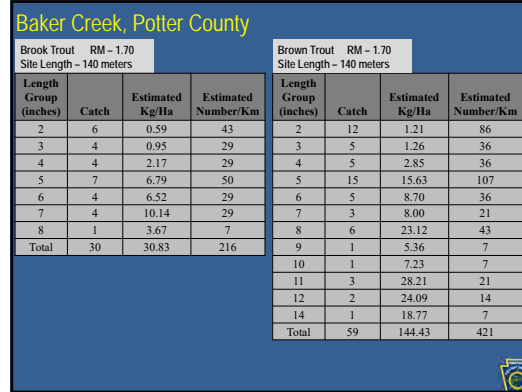 Baker Creek, Potter County
Brook Trout RM – 1.70
Site Length – 140 meters
Length Group (inches) Catch Estimated Kg/Ha Estimated Number/Km
2 6 0.59 43
3 4 0.95 29
4 4 2.17 29
5 7 6.79 50
6 4 6.52 29
7 4 10.14 29
8 1 3.67 7
Total 30 30.83 216
Brown Trout RM – 1.70
Site Length – 140 meters
Length Group (inches) Catch Estimated Kg/Ha Estimated Number/Km
2 12 1.21 86
3 5 1.26 36
4 5 2.85 36
5 15 15.63 107
6 5 8.70 36
7 3 8.00 21
8 6 23.12 43
9 1 5.36 7
10 1 7.23 7
11 3 28.21 21
12 2 24.09 14
14 1 18.77 7
Total 59 144.43 421